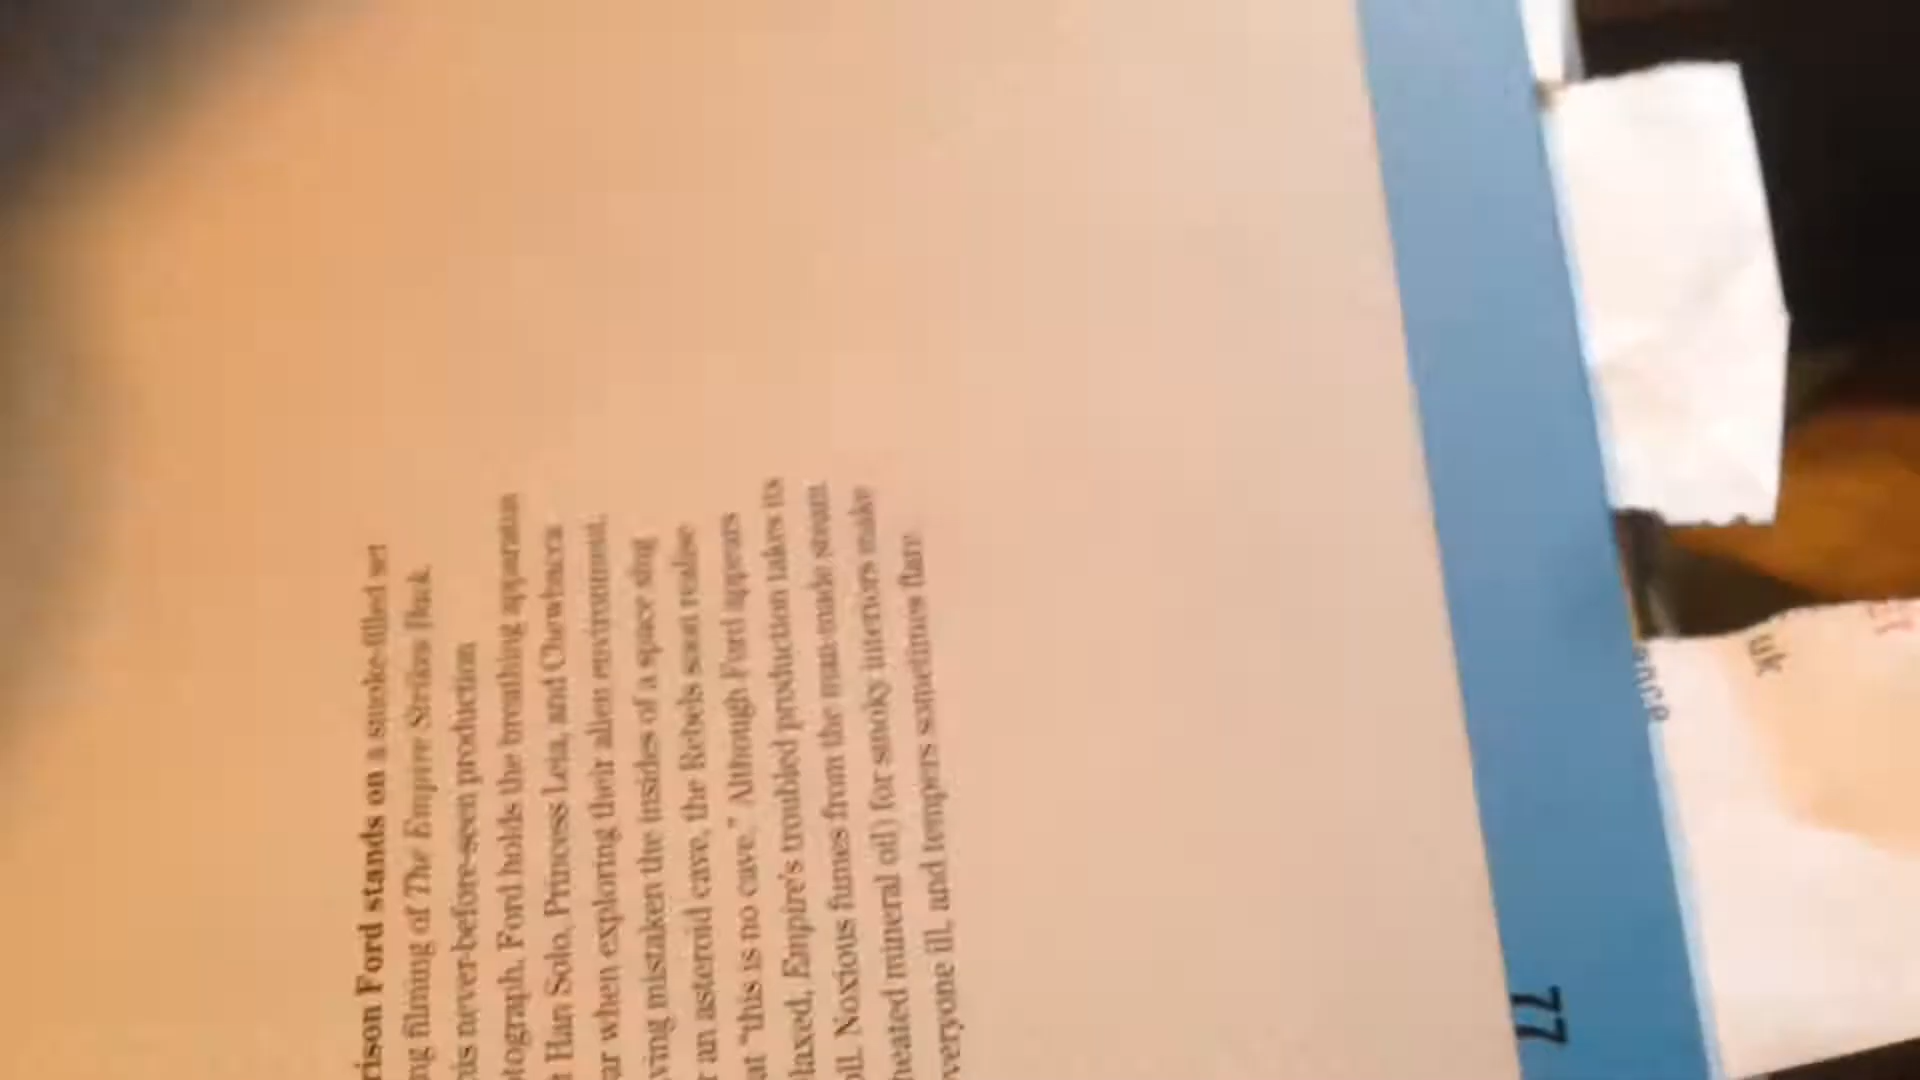 rison Ford stands on a smoke-filled set
ng filming of The Empire Strikes Back.
his never-before-seen production
otograph, Ford holds the breathing apparatus
t Han Solo, Princess Leia, and Chewbacca
ar when exploring their alien environment.
ving mistaken the insides of a space slug
r an asteroid cave, the Rebels soon realise
at "this is no cave." Although Ford appears
laxed, Empire's troubled production takes its
oll. Noxious fumes from the man-made steam
heated mineral oil) for smoky interiors make
veryone ill, and tempers sometimes flare.
77
ence
uk